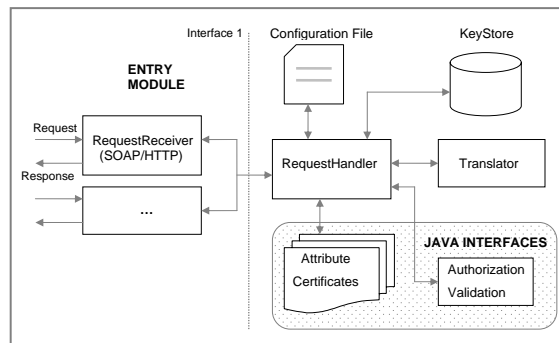 Interface 1
Configuration File
KeyStore
ENTRY
MODULE
Request
RequestReceiver
(SOAP/HTTP)
Response
...
RequestHandler
Translator
JAVA INTERFACES
Attribute
Certificates
Authorization
Validation